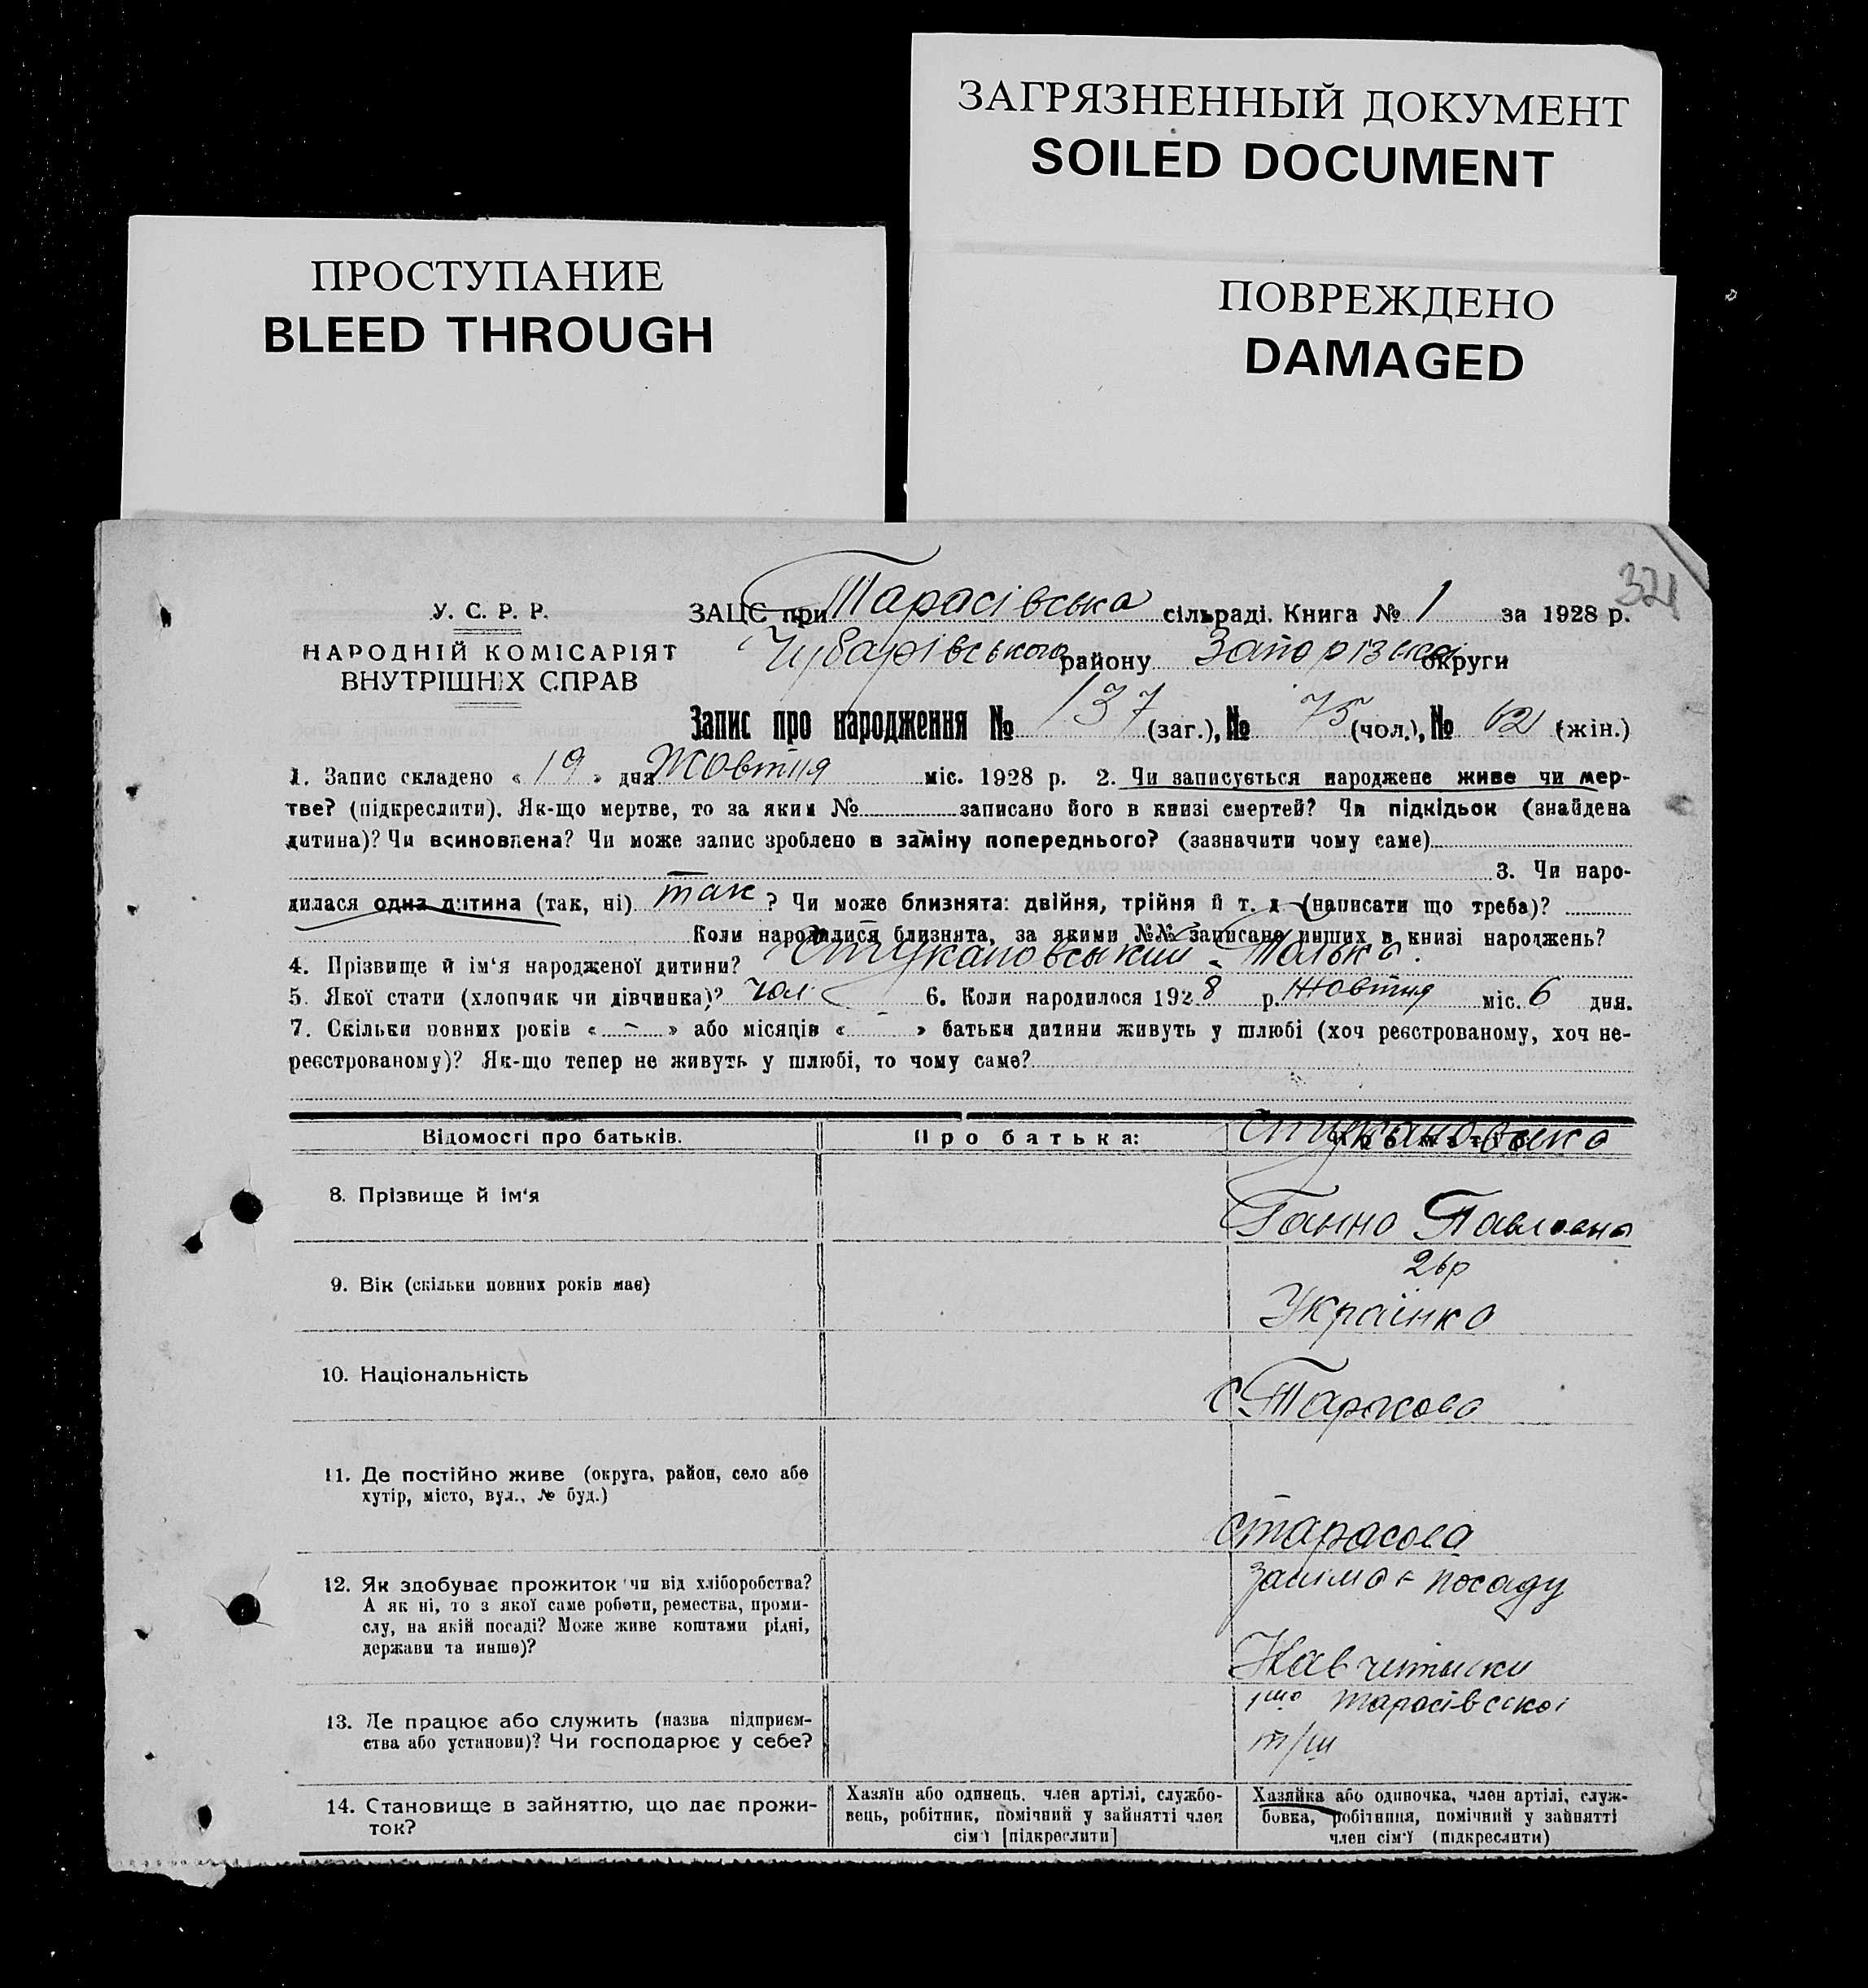 ЗАГРЯЗНЕННЫЙ ДОКУМЕНТ
SOILED DOCUMENT
ПРОСТУПАНИЕ
BLEED THROUGH
ПОВРЕЖДЕНО
DAMAGED
321
У. С. Р. Р.
НАРОДНІЙ КОМІСАРІЯТ
ВНУТРІШНІХ СПРАВ
ЗАЦС при Тарасівська сільраді. Книга № 1 за 1928 р.
Чубарівського району Запорізької округи
Запис про народження № 137 (заг.), № 75 (чол.), № 62 (жін.)
1. Запис складено « 19 » дня Жовтня міс. 1928 р. 2. Чи записується народжене живе чи мер-
тве? (підкреслити). Як-що мертве, то за яким № записано його в книзі смертей? Чи підкідьок (знайдена
дитина)? Чи всиновлена? Чи може запис зроблено в заміну попереднього? (зазначити чому саме)
3. Чи наро-
дилася одна дитина (так, ні) так ? Чи може близнята: двійня, трійня й т. д (написати що треба)?
Коли народилися близнята, за якими №№ записано инших в книзі народжень?
4. Прізвище й ім'я народженої дитини? Стукановський
5. Якої стати (хлопчик чи дівчинка)? чол 6. Коли народилося 1928 р. Жовтня міс. 6 дня.
7. Скільки повних років « – » або місяців « – » батьки дитини живуть у шлюбі (хоч реєстрованому, хоч не-
реєстрованому)? Як-що тепер не живуть у шлюбі, то чому саме?
Відомості про батьків.
Про батька:
Стукановська
8. Прізвище й ім'я
Ганна Павловна
9. Вік (скільки повних років має)
26р
Українка
10. Національність
с Тарасова
11. Де постійно живе (округа, район, село або
хутір, місто, вул., № буд.)
с тарасова
12. Як здобуває прожиток чи від хліборобства?
А як ні, то з якої саме роботи, ремества, проми-
слу, на якій посаді? Може живе коштами рідні,
держави та инше)?
занімає посаду
Навчительки
13. Де працює або служить (назва підприєм-
ства або установи)? Чи господарює у себе?
1шо тарасівської
т/ш
14. Становище в зайняттю, що дає прожи-
ток?
Хазяїн або одинець, член артілі, службо-
вець, робітник, помічний у зайнятті член
сім'ї [підкреслити]
Хазяйка або одиночка, член артілі, служ-
бовка, робітниця, помічний у зайнятті
член сім'ї (підкреслити)